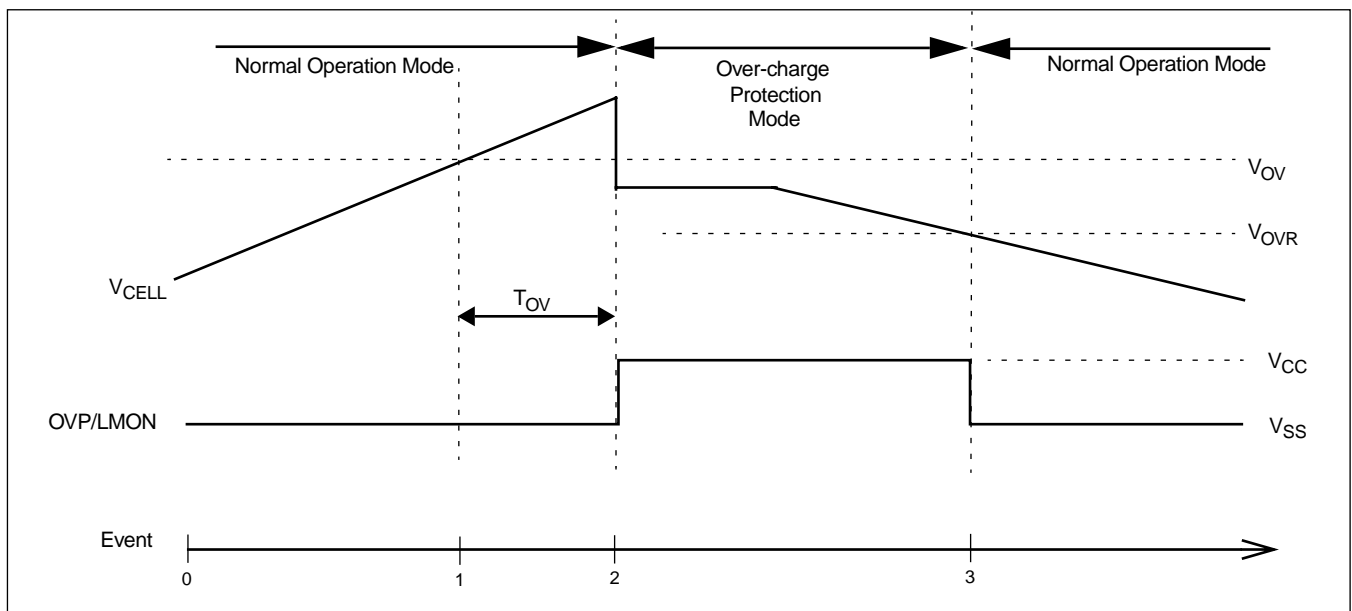 Normal Operation Mode
Over-charge
Protection
Mode
Normal Operation Mode
VOV
VOVR
VCELL
TOV
VCC
OVP/LMON
VSS
Event
0
1
2
3